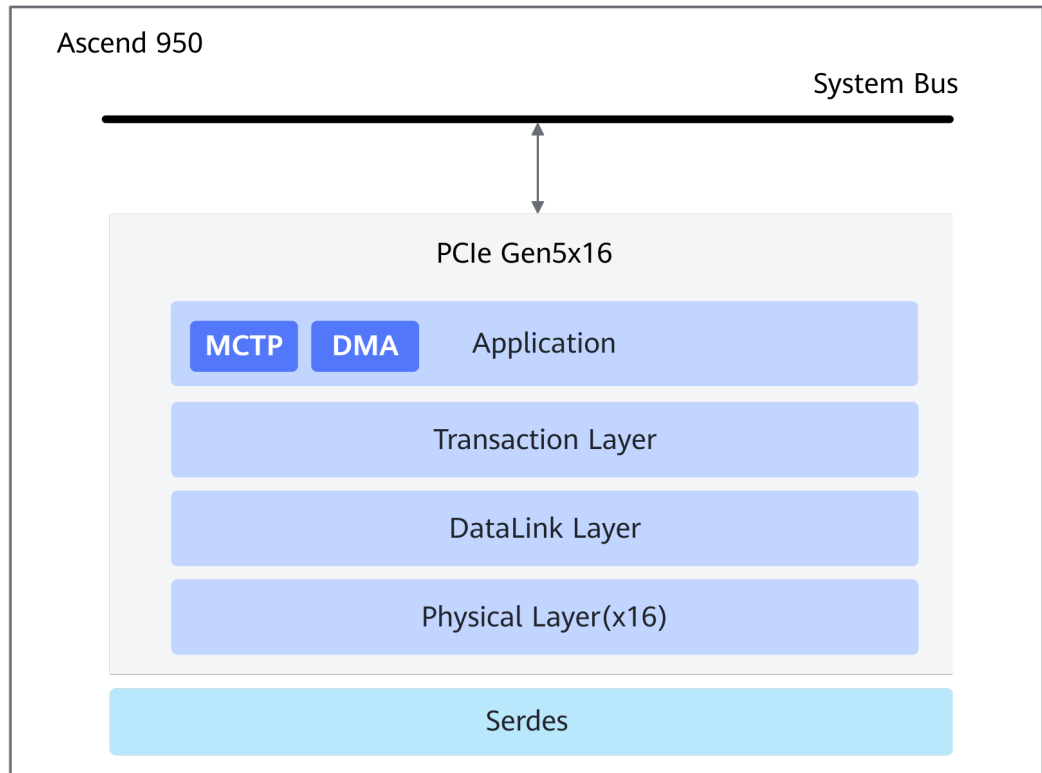 Ascend 950
System Bus
PCIe Gen5x16
MCTP DMA Application
Transaction Layer
DataLink Layer
Physical Layer(x16)
Serdes